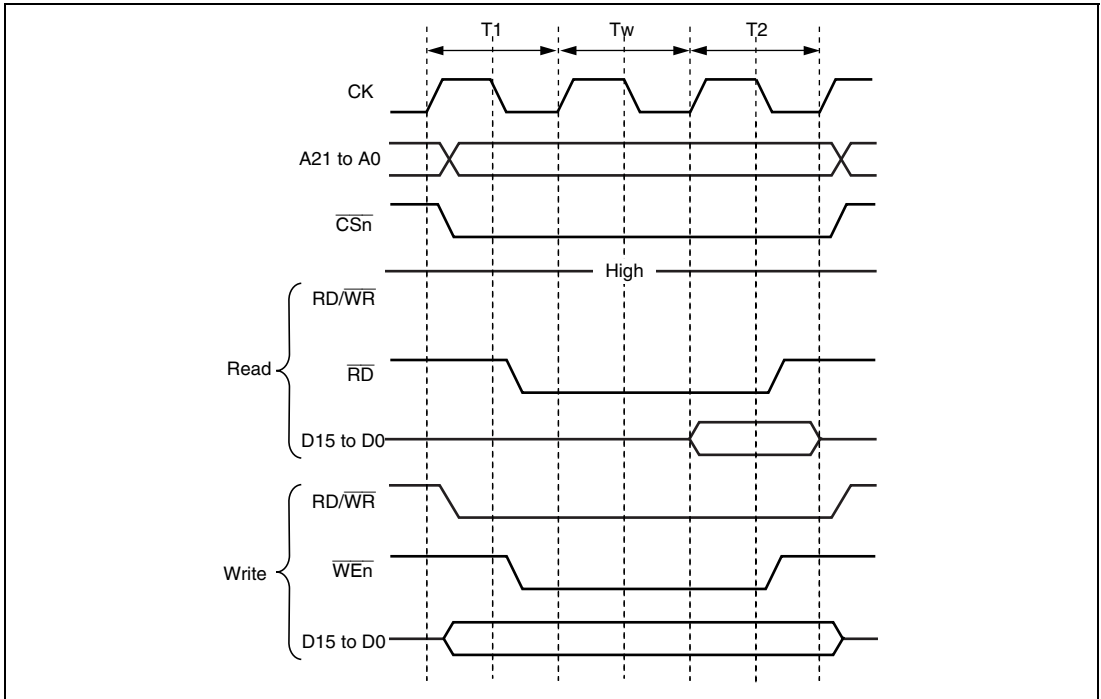 T1 Tw T2
CK
A21 to A0
CSn
High
RD/WR
Read
RD
D15 to D0
RD/WR
Write
WEn
D15 to D0